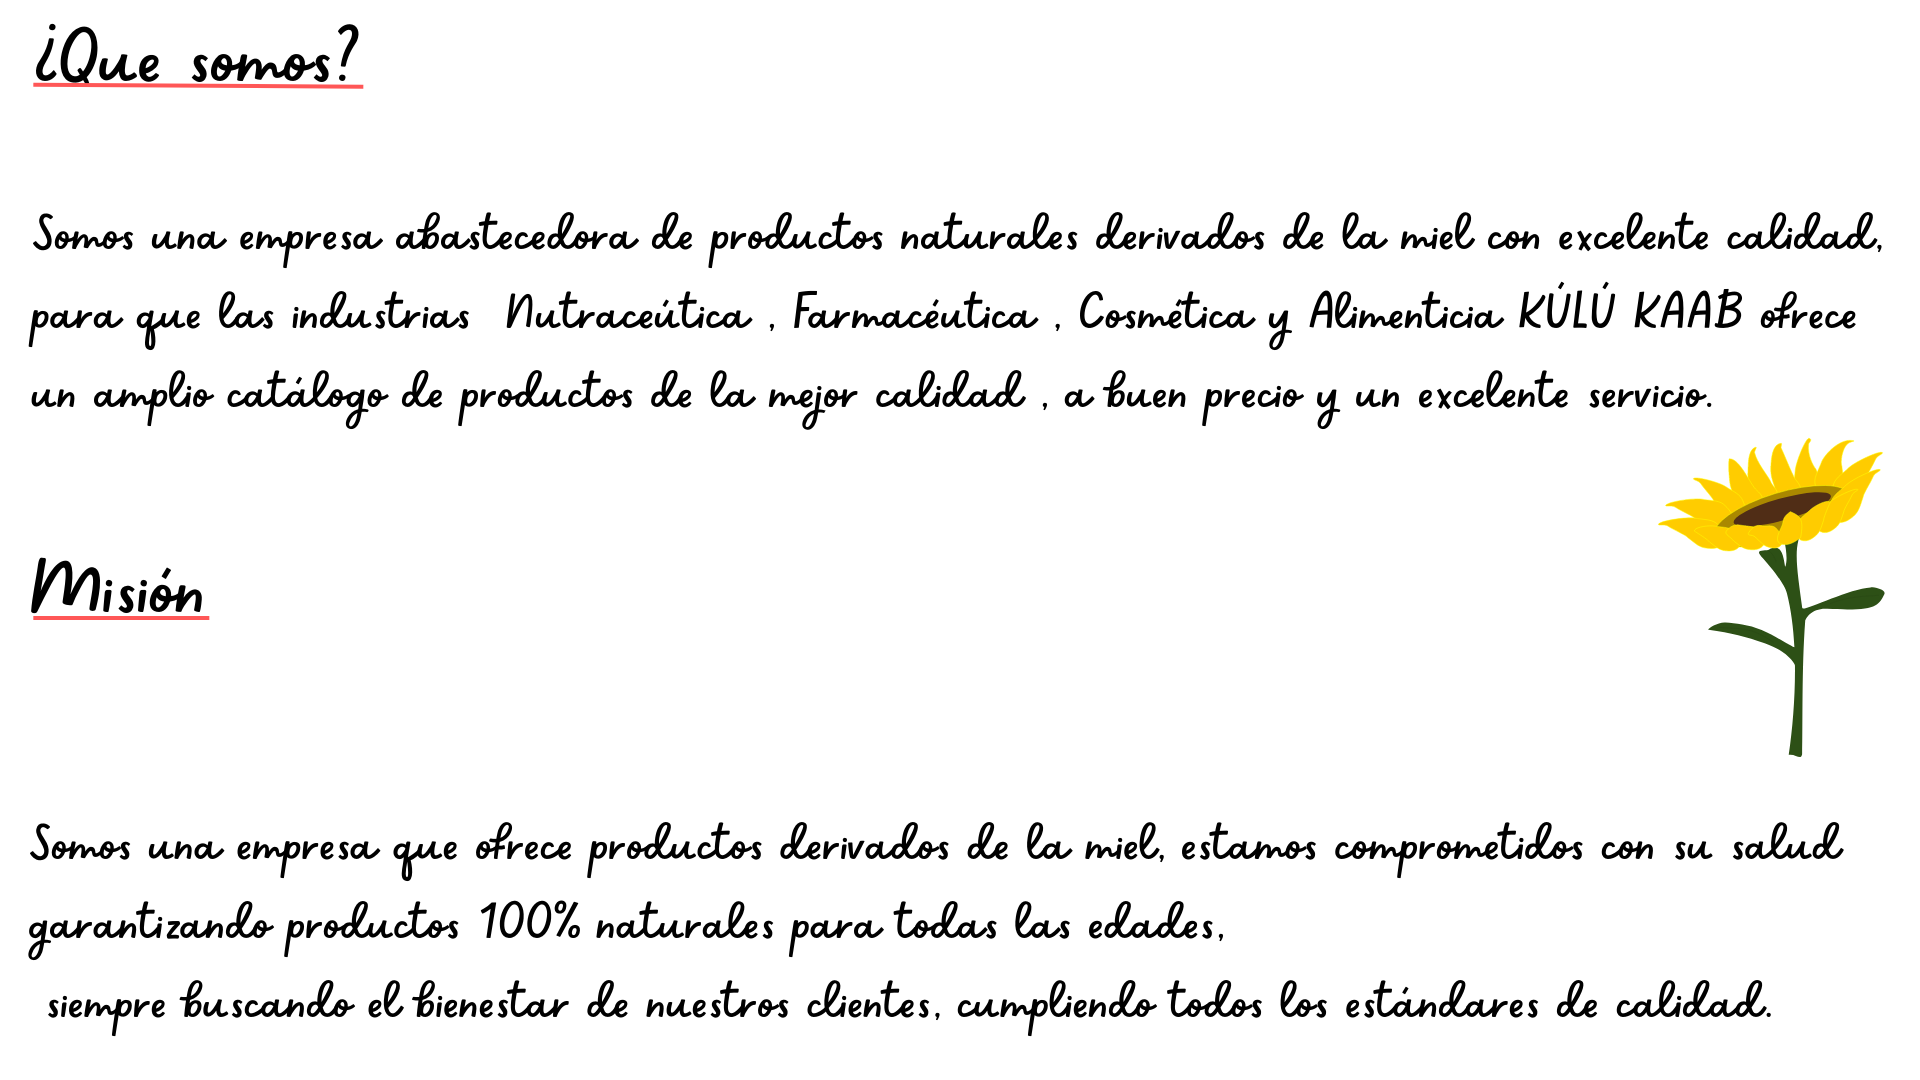 ¿Que somos?
Somos una empresa abastecedora de productos naturales derivados de la miel con excelente calidad,
para que las industrias Nutraceútica , Farmacéutica , Cosmética y Alimenticia KÚLÚ KAAB ofrece
un amplio catálogo de productos de la mejor calidad , a buen precio y un excelente servicio.
Misión
Somos una empresa que ofrece productos derivados de la miel, estamos comprometidos con su salud
garantizando productos 100% naturales para todas las edades,
siempre buscando el bienestar de nuestros clientes, cumpliendo todos los estándares de calidad.